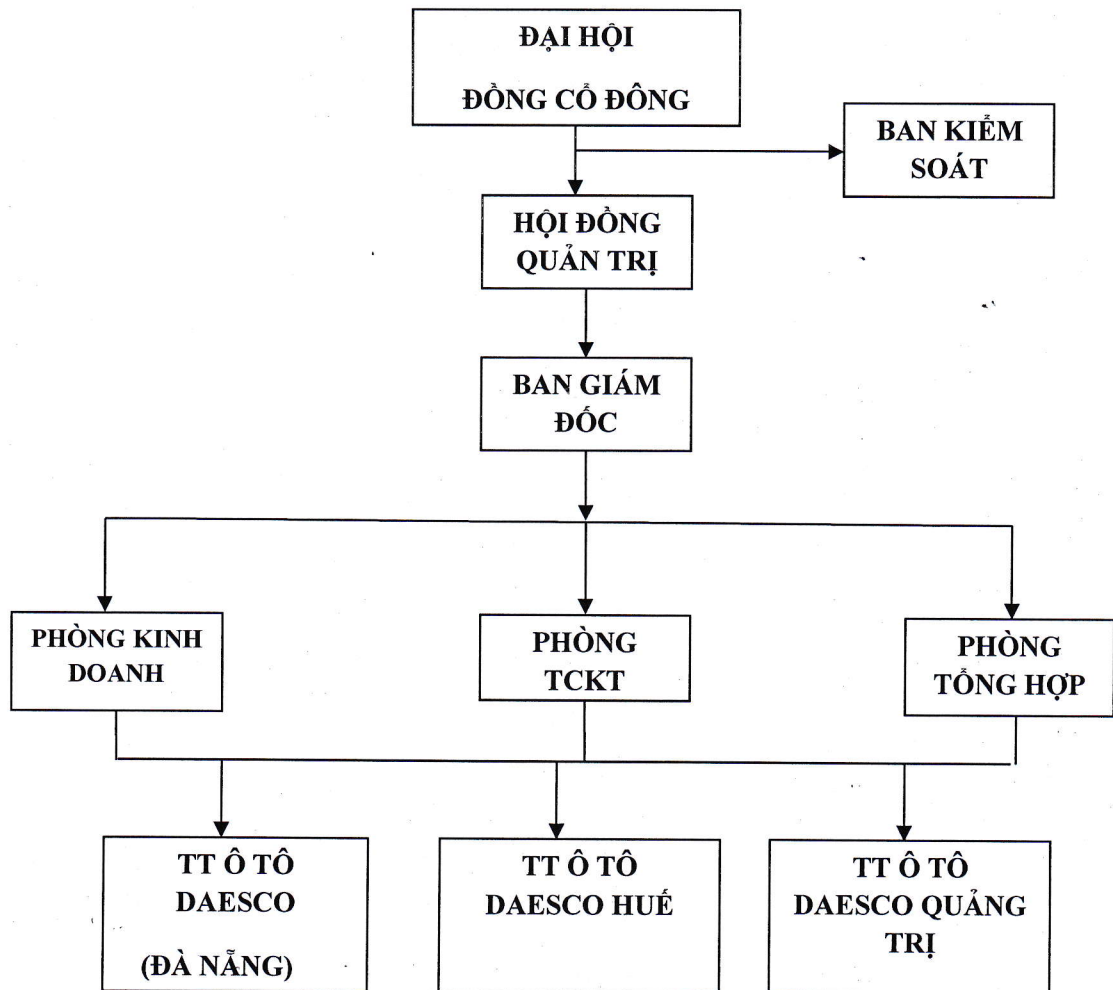 ĐẠI HỘI
ĐỒNG CỔ ĐÔNG
BAN KIỂM
SOÁT
HỘI ĐỒNG
QUẢN TRỊ
BAN GIÁM
ĐỐC
PHÒNG KINH
DOANH
PHÒNG
TCKT
PHÒNG
TỔNG HỢP
TT Ô TÔ
DAESCO
(ĐÀ NẴNG)
TT Ô TÔ
DAESCO HUẾ
TT Ô TÔ
DAESCO QUẢNG
TRỊ